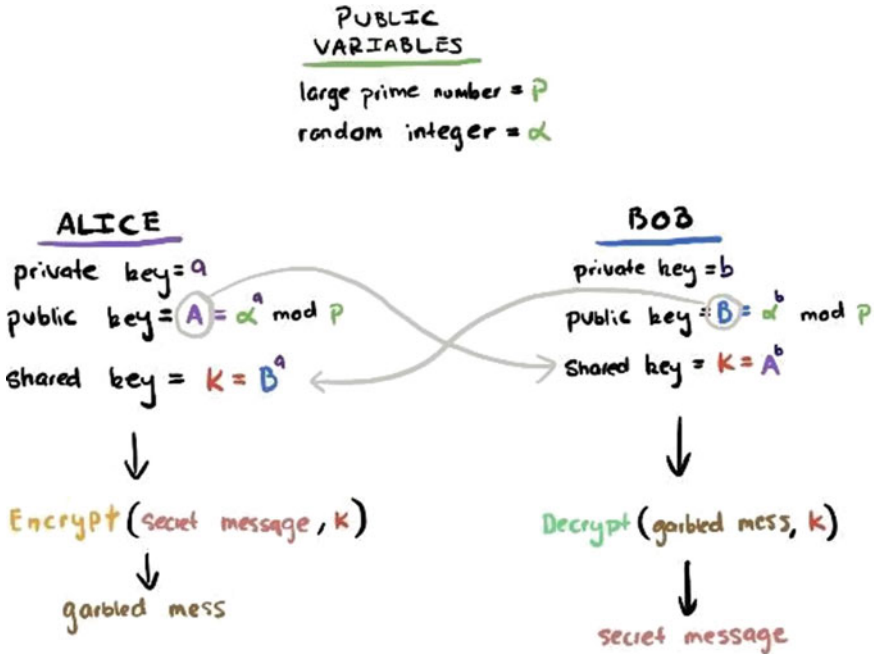 PUBLIC
VARIABLES
large prime number = p
random integer = α
ALICE
private key = a
public key = A = α^a mod p
shared key = K = B^a
Encrypt (secret message, K)
garbled mess
BOB
private key = b
public key = B = α^b mod p
shared key = K = A^b
Decrypt (garbled mess, K)
secret message